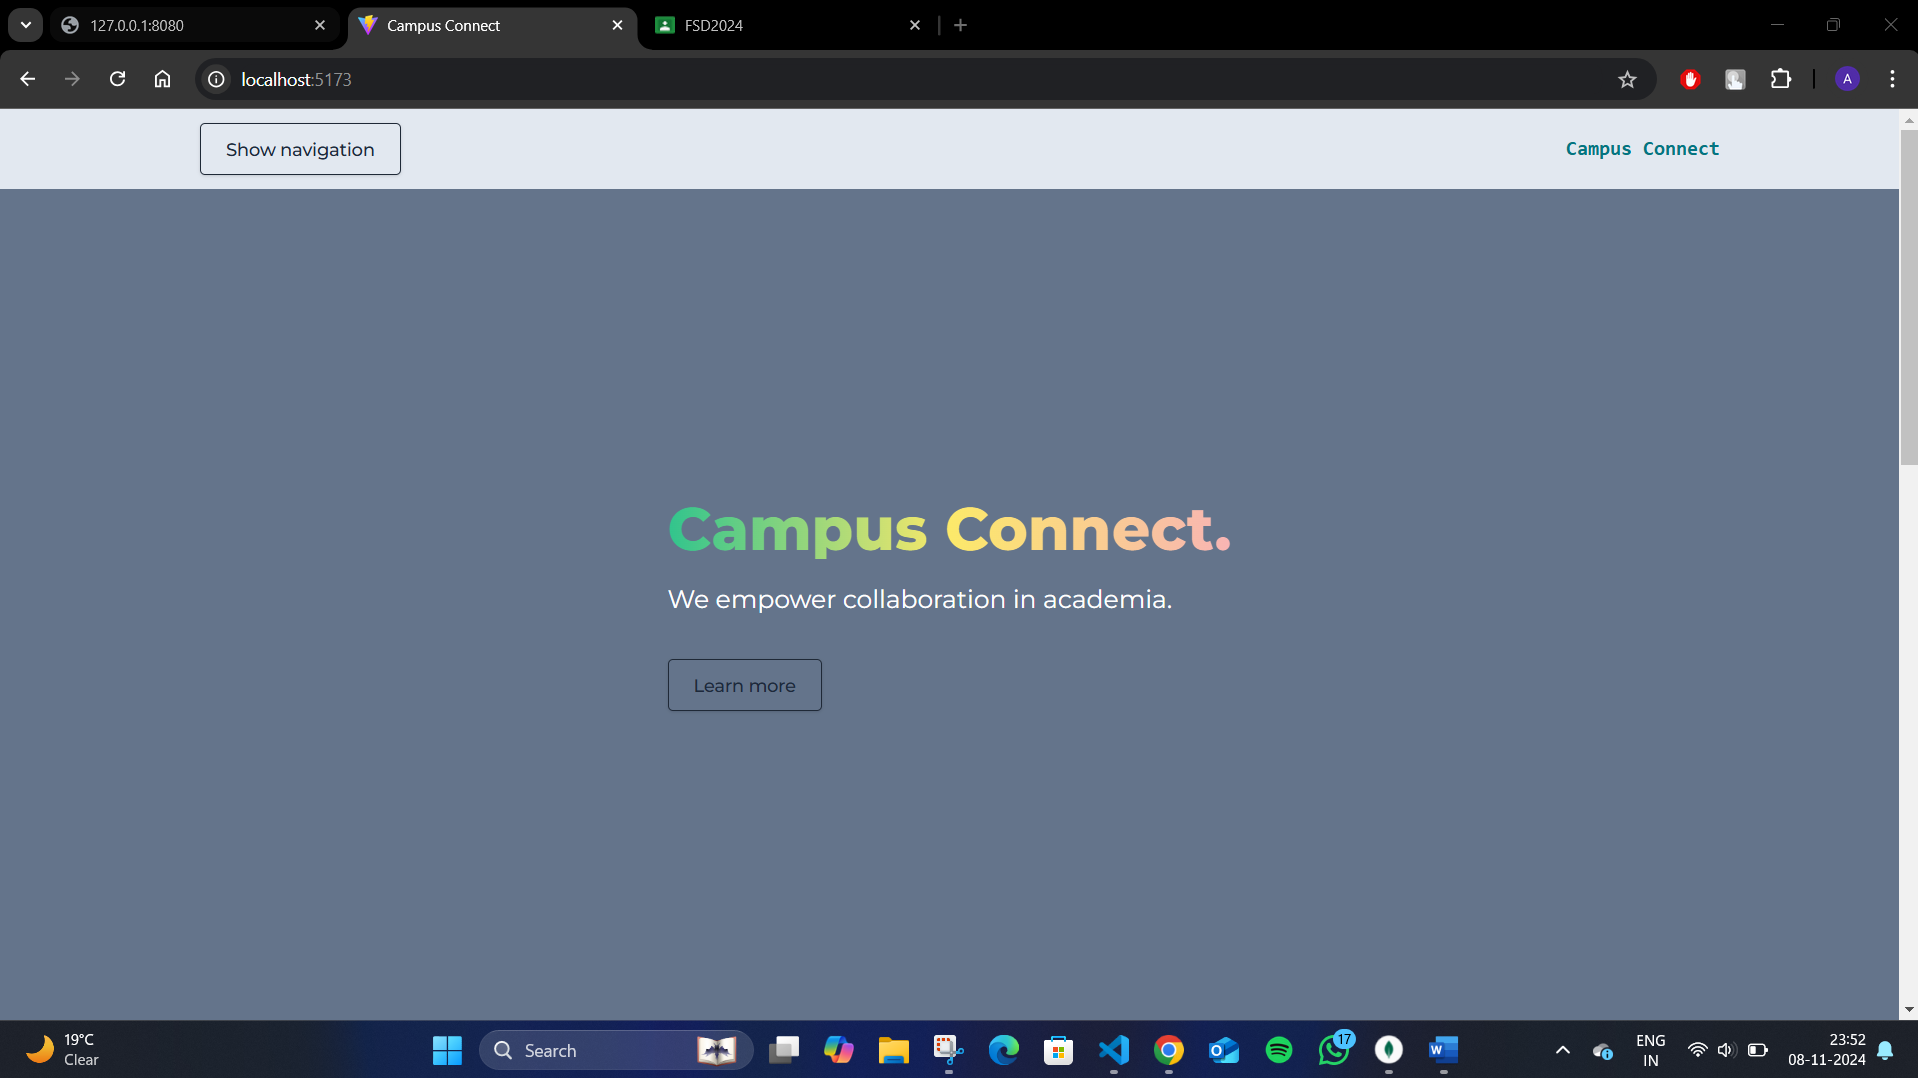 127.0.0.1:8080
Campus Connect
FSD2024
localhost:5173
A
Show navigation
Campus Connect
Campus Connect.
We empower collaboration in academia.
Learn more
19°C
Clear
Search
17
ENG
IN
23:52
08-11-2024